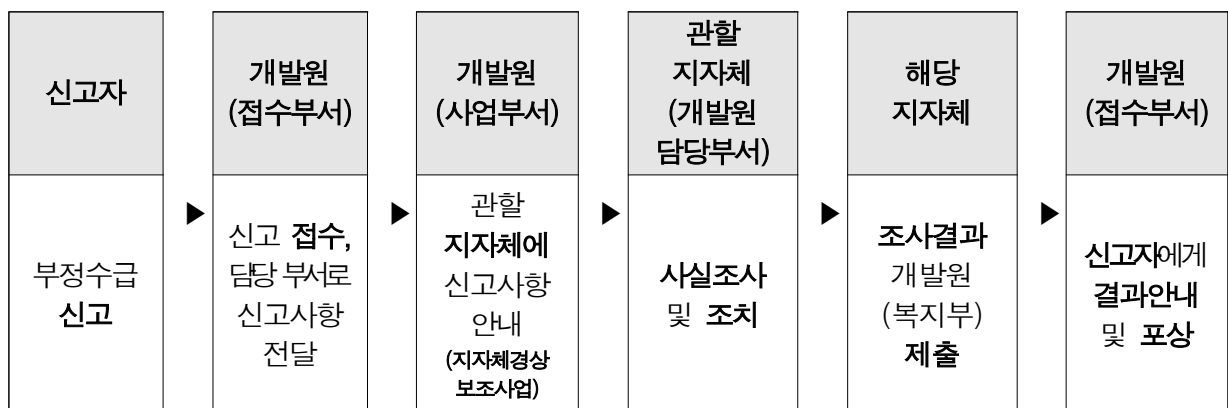 신고자
부정수급
신고
▶
개발원
(접수부서)
신고 접수,
담당 부서로
신고사항
전달
▶
개발원
(사업부서)
관할
지자체에
신고사항
안내
(지자체경상
보조사업)
▶
관할
지자체
(개발원
담당부서)
사실조사
및 조치
▶
해당
지자체
조사결과
개발원
(복지부)
제출
▶
개발원
(접수부서)
신고자에게
결과안내
및 포상